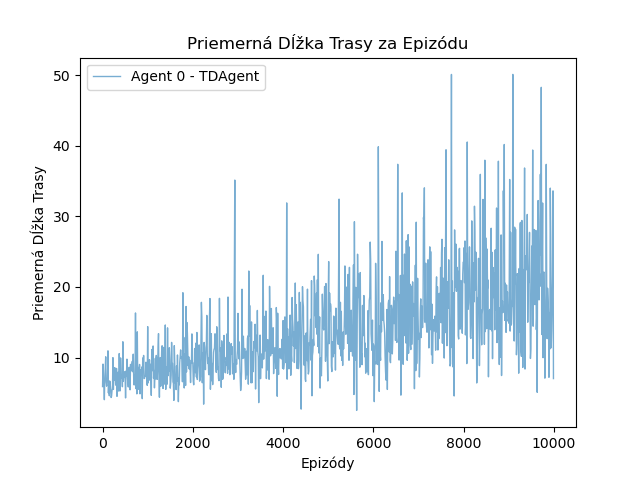 Priemerná Dĺžka Trasy za Epizódu
Agent 0 - TDAgent
50
40
30
20
10
Priemerná Dĺžka Trasy
0 2000 4000 6000 8000 10000
Epizódy